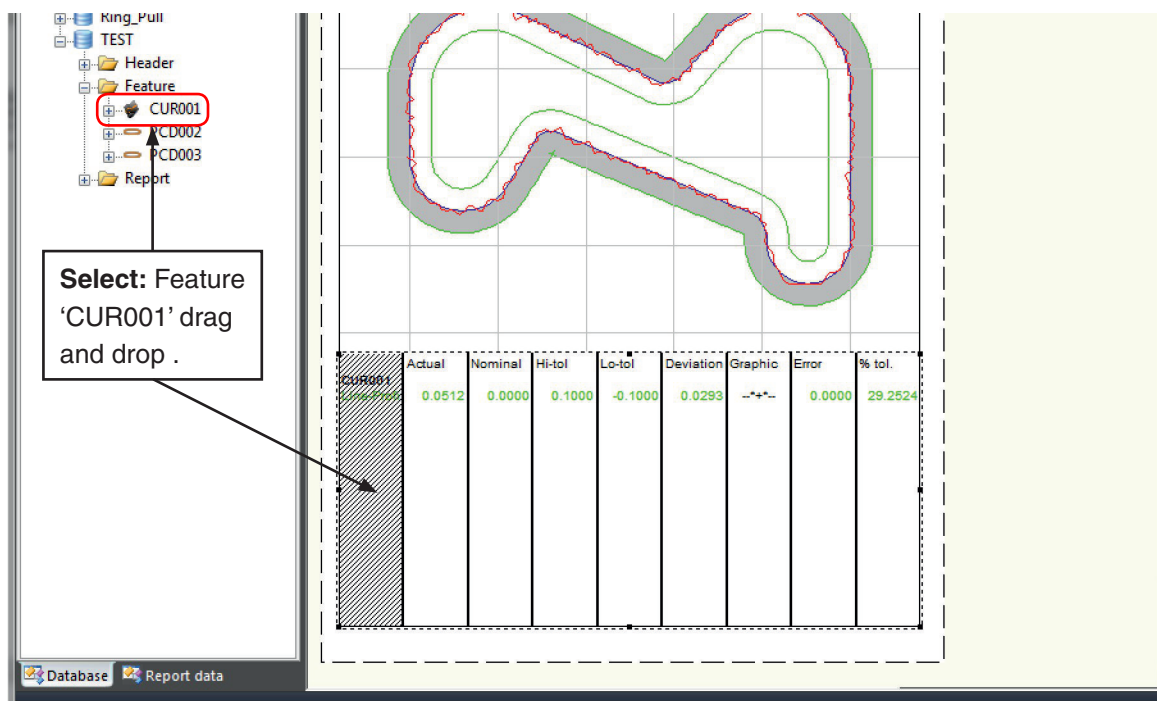 Ring_Pull
TEST
Header
Feature
CUR001
PCD002
PCD003
Report
Select: Feature
‘CUR001’ drag
and drop .
Actual Nominal Hi-tol Lo-tol Deviation Graphic Error % tol.
CUR001
Line-Prof. 0.0512 0.0000 0.1000 -0.1000 0.0293 --*+*-- 0.0000 29.2524
Database Report data